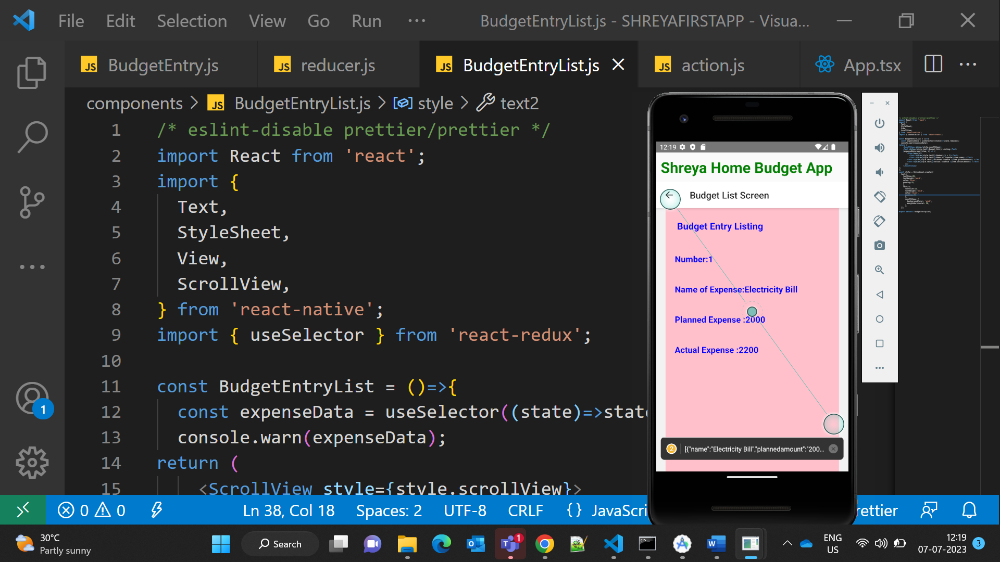 File Edit Selection View Go Run ... BudgetEntryList.js - SHREYAFIRSTAPP - Visua...
JS BudgetEntry.js JS reducer.js JS BudgetEntryList.js JS action.js App.tsx
components > JS BudgetEntryList.js > style > text2
1 /* eslint-disable prettier/prettier */
2 import React from 'react';
3 import {
4 Text,
5 StyleSheet,
6 View,
7 ScrollView,
8 } from 'react-native';
9 import { useSelector } from 'react-redux';
10
11 const BudgetEntryList = ()=>{
12 const expenseData = useSelector((state)=>state
13 console.warn(expenseData);
14 return (
15 <ScrollView style={style.scrollView}>
12:19
Shreya Home Budget App
Budget List Screen
Budget Entry Listing
Number:1
Name of Expense:Electricity Bill
Planned Expense :2000
Actual Expense :2200
2 [{"name":"Electricity Bill","plannedamount":"200...
1
0 0 Ln 38, Col 18 Spaces: 2 UTF-8 CRLF {} JavaScri rettier
30°C
Partly sunny
Search
1
ENG
US
12:19
07-07-2023
3